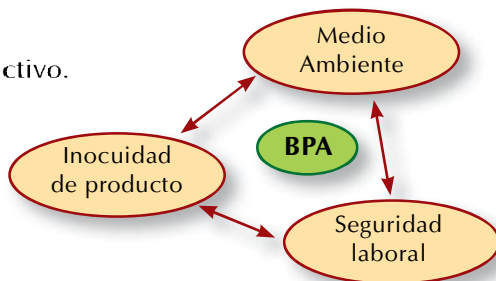 ctivo.
Medio
Ambiente
BPA
Inocuidad
de producto
Seguridad
laboral